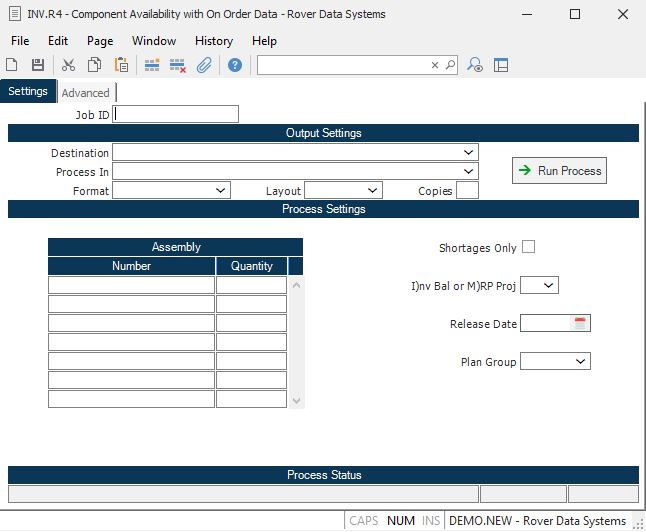 INV.R4 - Component Availability with On Order Data - Rover Data Systems
File Edit Page Window History Help
Settings Advanced
Job ID
Output Settings
Destination
Process In
Run Process
Format Layout Copies
Process Settings
Assembly
Shortages Only
Number Quantity
I)nv Bal or M)RP Proj
Release Date
Plan Group
Process Status
CAPS NUM INS DEMO.NEW - Rover Data Systems